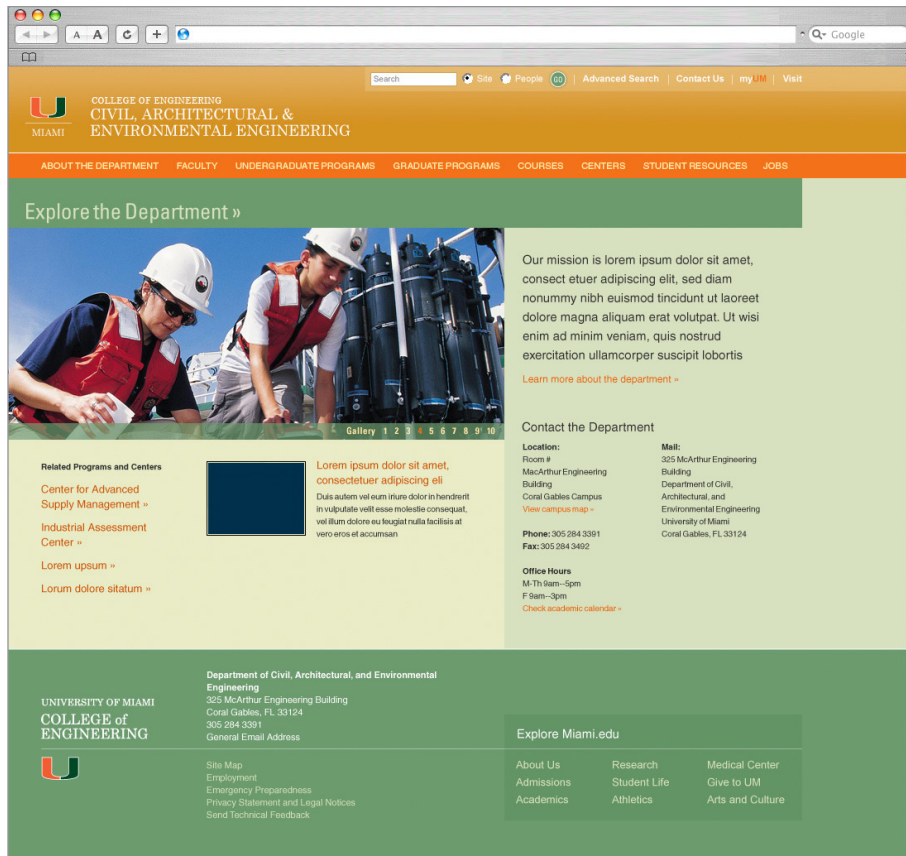 A A
Google
Search Site People GO Advanced Search Contact Us myUM Visit
U
MIAMI
COLLEGE OF ENGINEERING
CIVIL, ARCHITECTURAL &
ENVIRONMENTAL ENGINEERING
ABOUT THE DEPARTMENT FACULTY UNDERGRADUATE PROGRAMS GRADUATE PROGRAMS COURSES CENTERS STUDENT RESOURCES JOBS
Explore the Department »
Gallery 1 2 3 4 5 6 7 8 9 10
Our mission is lorem ipsum dolor sit amet,
consect etuer adipiscing elit, sed diam
nonummy nibh euismod tincidunt ut laoreet
dolore magna aliquam erat volutpat. Ut wisi
enim ad minim veniam, quis nostrud
exercitation ullamcorper suscipit lobortis
Learn more about the department »
Related Programs and Centers
Center for Advanced
Supply Management »
Industrial Assessment
Center »
Lorem upsum »
Lorum dolore sitatum »
Lorem ipsum dolor sit amet,
consectetuer adipiscing eli
Duis autem vel eum iriure dolor in hendrerit
in vulputate velit esse molestie consequat,
vel illum dolore eu feugiat nulla facilisis at
vero eros et accumsan
Contact the Department
Location:
Room #
MacArthur Engineering
Building
Coral Gables Campus
View campus map »
Phone: 305 284 3391
Fax: 305 284 3492
Office Hours
M-Th 9am--5pm
F 9am--3pm
Check academic calendar »
Mail:
325 McArthur Engineering
Building
Department of Civil,
Architectural, and
Environmental Engineering
University of Miami
Coral Gables, FL 33124
UNIVERSITY OF MIAMI
COLLEGE of
ENGINEERING
U
Department of Civil, Architectural, and Environmental
Engineering
325 McArthur Engineering Building
Coral Gables, FL 33124
305 284 3391
General Email Address
Site Map
Employment
Emergency Preparedness
Privacy Statement and Legal Notices
Send Technical Feedback
Explore Miami.edu
About Us Research Medical Center
Admissions Student Life Give to UM
Academics Athletics Arts and Culture